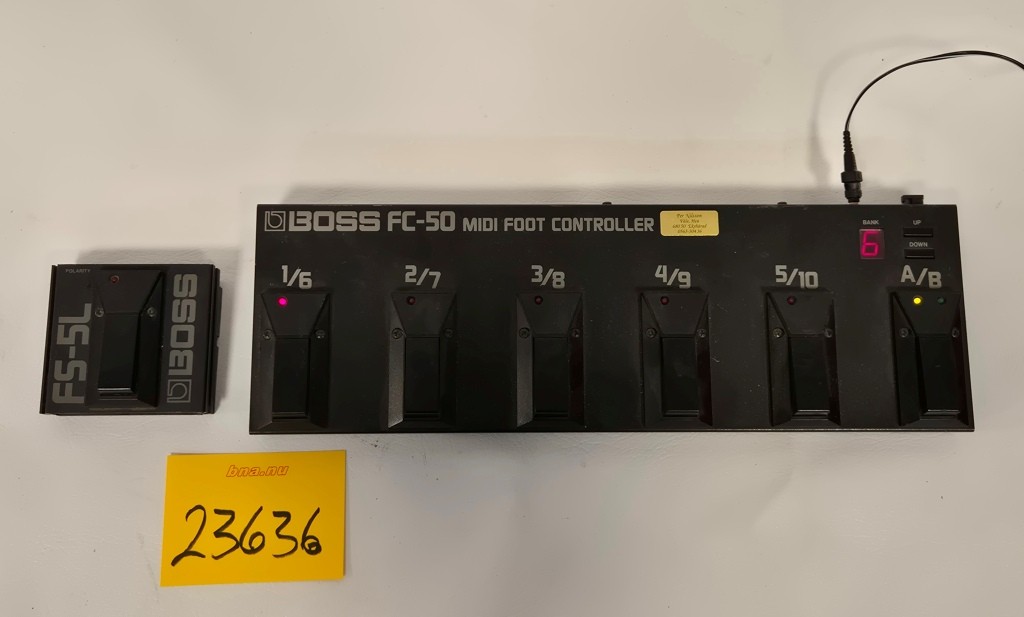 BOSS FC-50 MIDI FOOT CONTROLLER
BANK
6
UP
DOWN
1/6
2/7
3/8
4/9
5/10
A/B
POLARITY
FS-5L
BOSS
bna.nu
23636